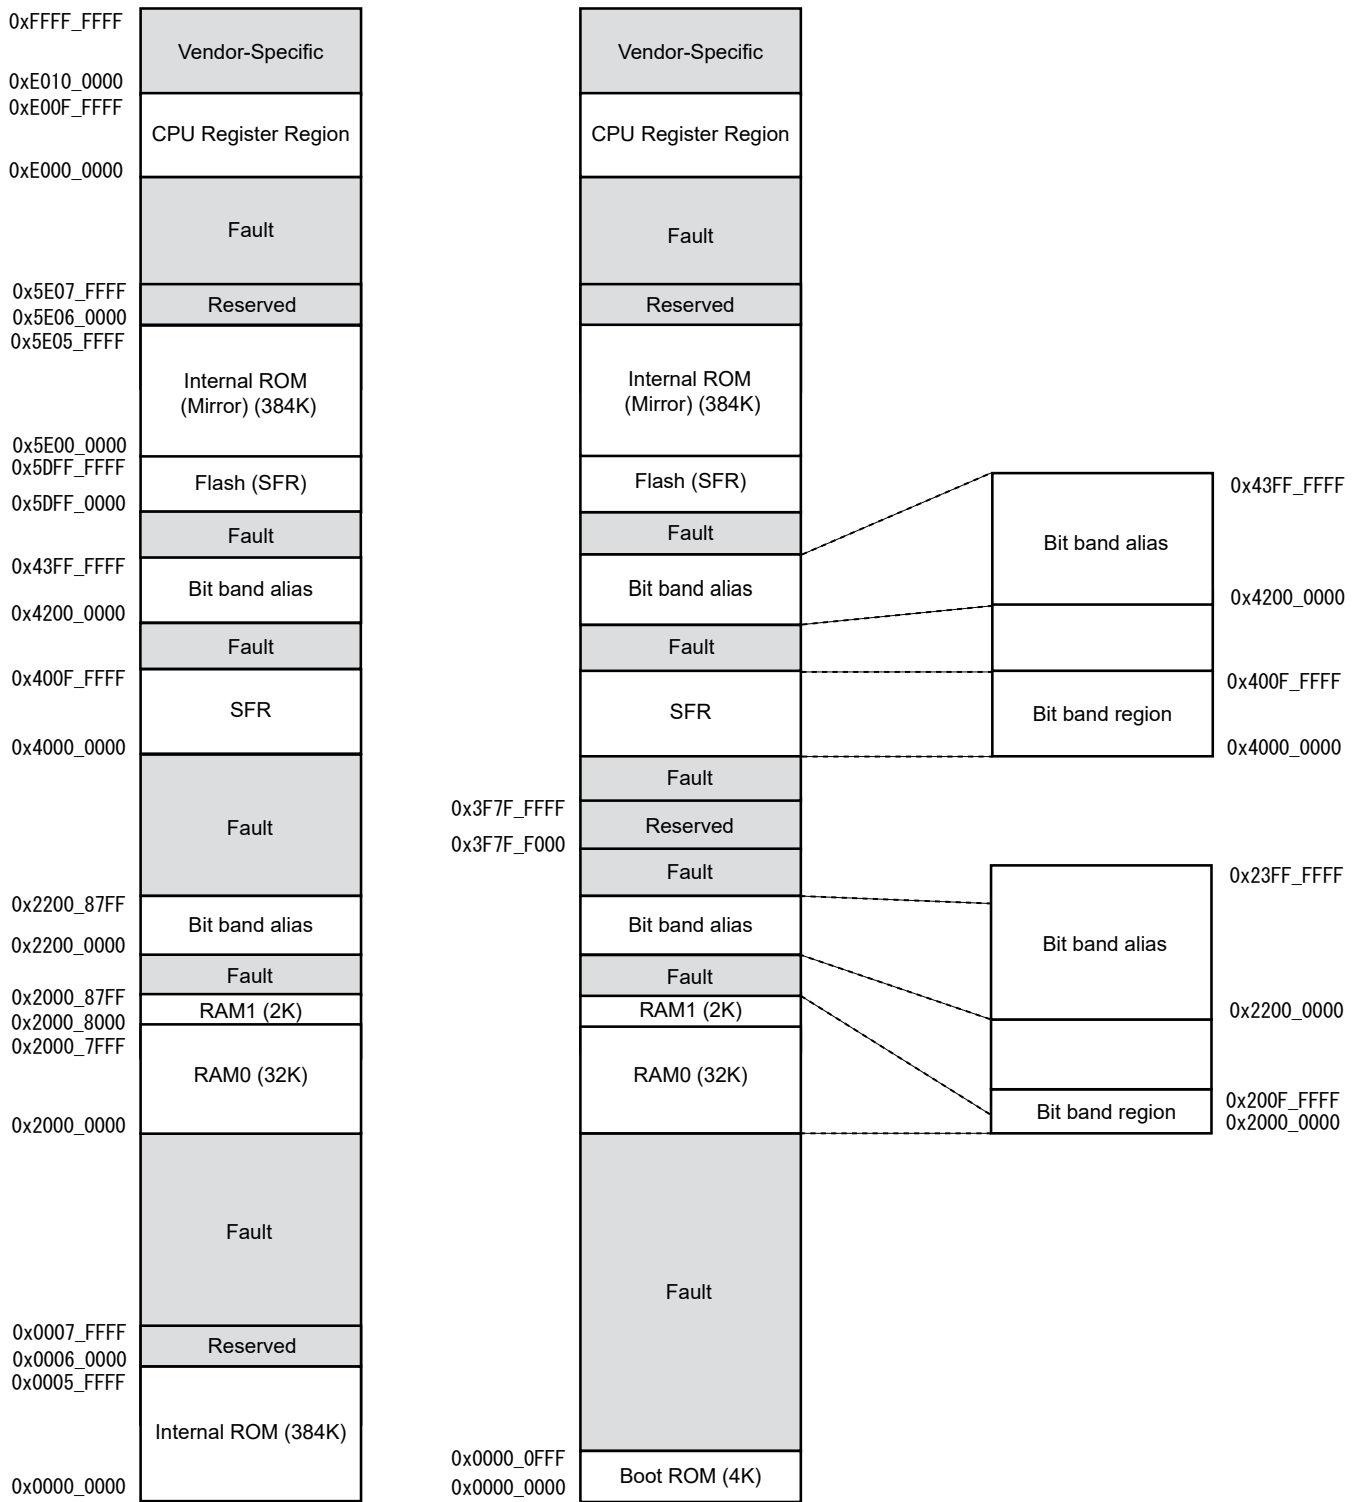 0xFFFF_FFFF
Vendor-Specific
0xE010_0000
0xE00F_FFFF
CPU Register Region
0xE000_0000
Fault
0x5E07_FFFF
Reserved
0x5E06_0000
0x5E05_FFFF
Internal ROM
(Mirror) (384K)
0x5E00_0000
0x5DFF_FFFF
Flash (SFR)
0x5DFF_0000
Fault
0x43FF_FFFF
Bit band alias
0x4200_0000
Fault
0x400F_FFFF
SFR
0x4000_0000
Fault
0x2200_87FF
Bit band alias
0x2200_0000
Fault
0x2000_87FF
RAM1 (2K)
0x2000_8000
0x2000_7FFF
RAM0 (32K)
0x2000_0000
Fault
0x0007_FFFF
Reserved
0x0006_0000
0x0005_FFFF
Internal ROM (384K)
0x0000_0000
Vendor-Specific
CPU Register Region
Fault
Reserved
Internal ROM
(Mirror) (384K)
Flash (SFR)
Fault
Bit band alias
Fault
SFR
Fault
0x3F7F_FFFF
Reserved
0x3F7F_F000
Fault
Bit band alias
Fault
RAM1 (2K)
RAM0 (32K)
Fault
0x0000_0FFF
Boot ROM (4K)
0x0000_0000
0x43FF_FFFF
Bit band alias
0x4200_0000
0x400F_FFFF
Bit band region
0x4000_0000
0x23FF_FFFF
Bit band alias
0x2200_0000
0x200F_FFFF
Bit band region
0x2000_0000